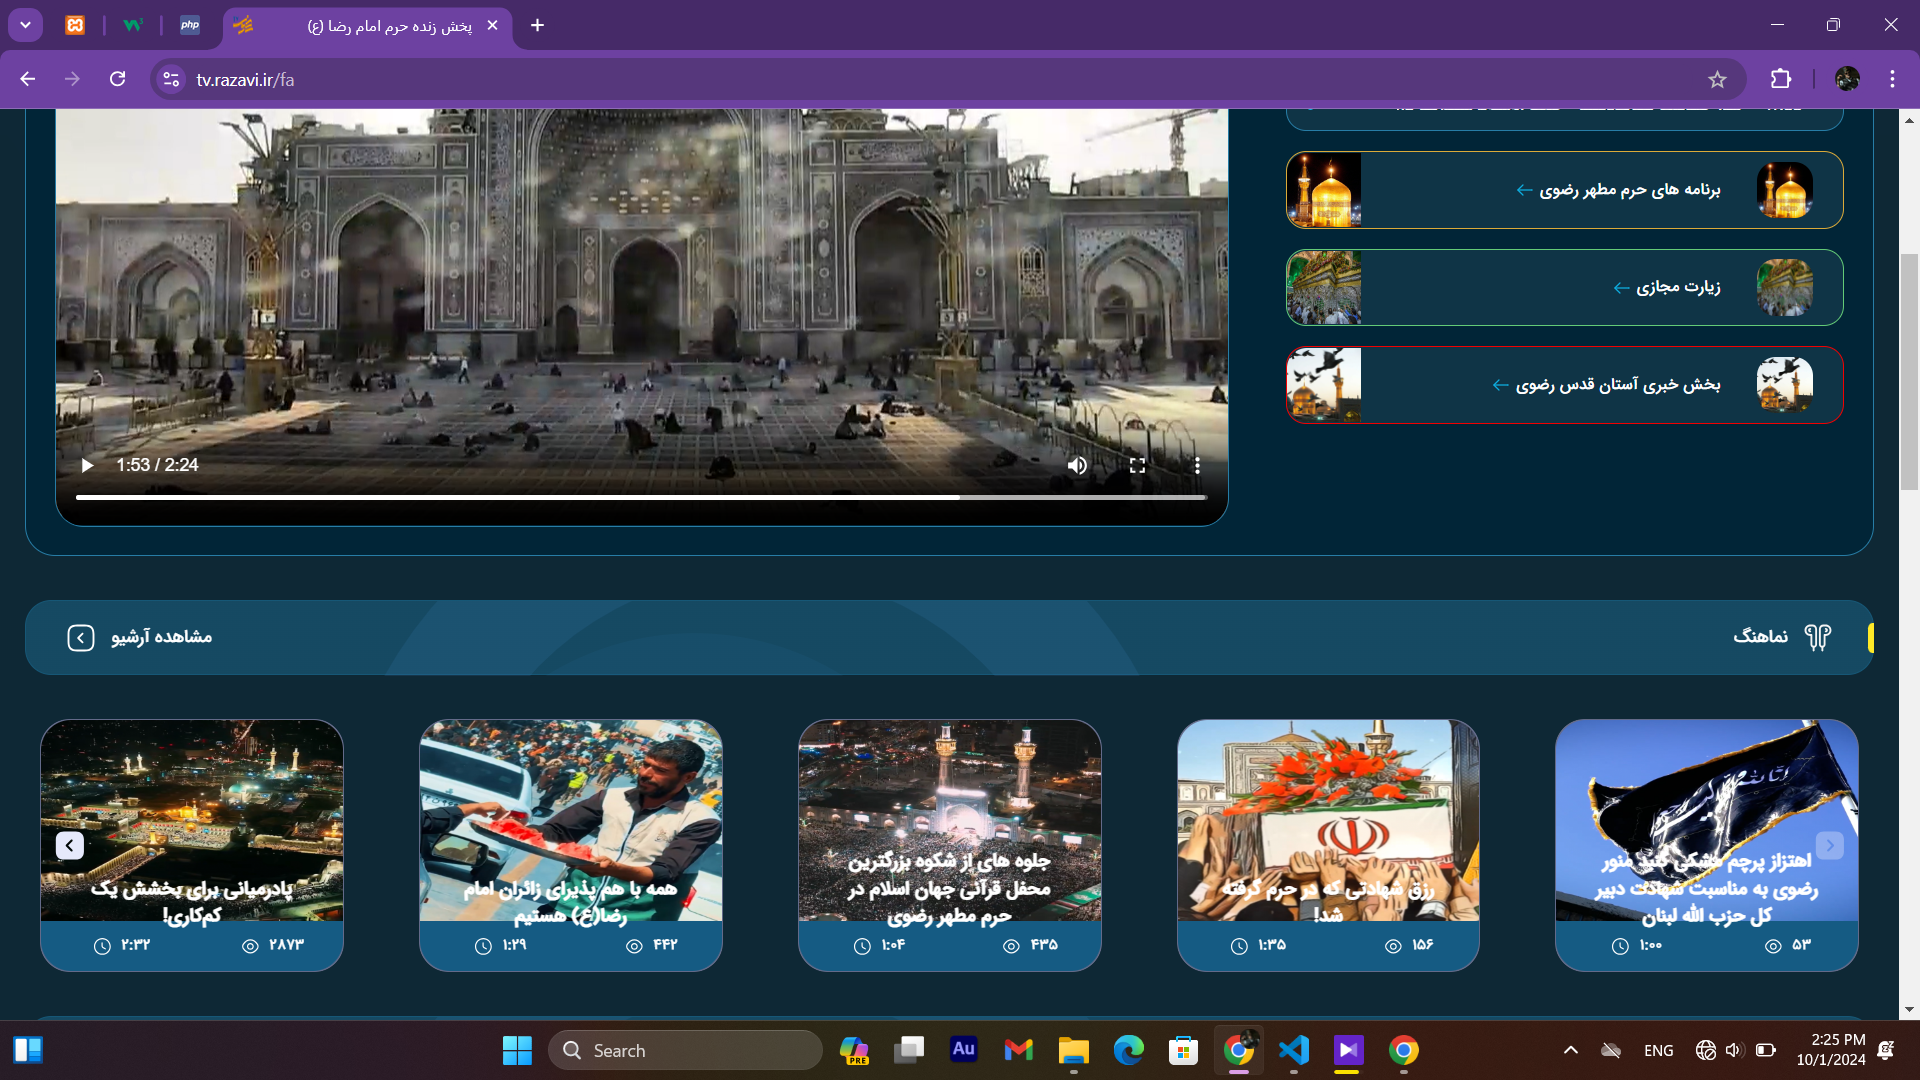 پخش زنده حرم امام رضا (ع)
tv.razavi.ir/fa
برنامه های حرم مطهر رضوی
زیارت مجازی
بخش خبری آستان قدس رضوی
1:53 / 2:24
نماهنگ
مشاهده آرشیو
اهتزاز پرچم مشکی گنبد منور
رضوی به مناسبت شهادت دبیر
کل حزب الله لبنان
۵۳
۱:۰۰
رزق شهادتی که در حرم گرفته
شد!
۱۵۶
۱:۳۵
جلوه های از شکوه بزرگترین
محفل قرآنی جهان اسلام در
حرم مطهر رضوی
۴۳۵
۱:۰۴
همه با هم پذیرای زائران امام
رضا(ع) هستیم
۴۴۲
۱:۲۹
پادرمیانی برای بخشش یک
کم‌کاری!
۲۸۷۳
۲:۳۲
Search
PRE
Au
ENG
2:25 PM
10/1/2024